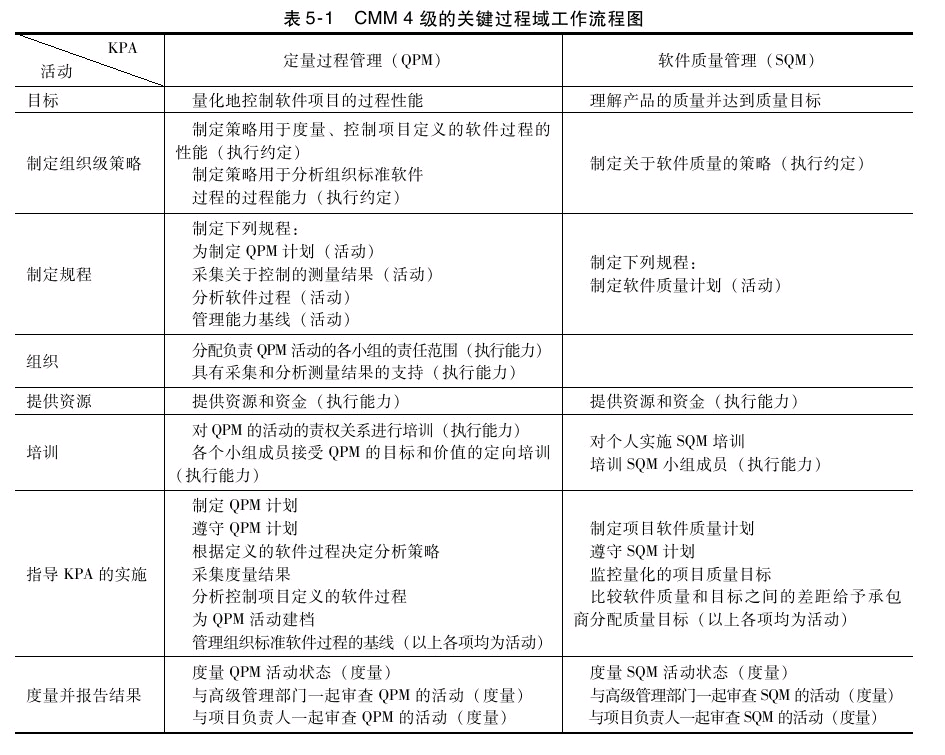 表 5-1 CMM 4 级的关键过程域工作流程图
KPA
活动
定量过程管理（QPM）
软件质量管理（SQM）
目标
量化地控制软件项目的过程性能
理解产品的质量并达到质量目标
制定组织级策略
制定策略用于度量、控制项目定义的软件过程的
性能（执行约定）
制定策略用于分析组织标准软件
过程的过程能力（执行约定）
制定关于软件质量的策略（执行约定）
制定规程
制定下列规程：
为制定 QPM 计划（活动）
采集关于控制的测量结果（活动）
分析软件过程（活动）
管理能力基线（活动）
制定下列规程：
制定软件质量计划（活动）
组织
分配负责 QPM 活动的各小组的责任范围（执行能力）
具有采集和分析测量结果的支持（执行能力）
提供资源
提供资源和资金（执行能力）
提供资源和资金（执行能力）
培训
对 QPM 的活动的责权关系进行培训（执行能力）
各个小组成员接受 QPM 的目标和价值的定向培训
（执行能力）
对个人实施 SQM 培训
培训 SQM 小组成员（执行能力）
指导 KPA 的实施
制定 QPM 计划
遵守 QPM 计划
根据定义的软件过程决定分析策略
采集度量结果
分析控制项目定义的软件过程
为 QPM 活动建档
管理组织标准软件过程的基线（以上各项均为活动）
制定项目软件质量计划
遵守 SQM 计划
监控量化的项目质量目标
比较软件质量和目标之间的差距给予承包
商分配质量目标（以上各项均为活动）
度量并报告结果
度量 QPM 活动状态（度量）
与高级管理部门一起审查 QPM 的活动（度量）
与项目负责人一起审查 QPM 的活动（度量）
度量 SQM 活动状态（度量）
与高级管理部门一起审查 SQM 的活动（度量）
与项目负责人一起审查 SQM 的活动（度量）